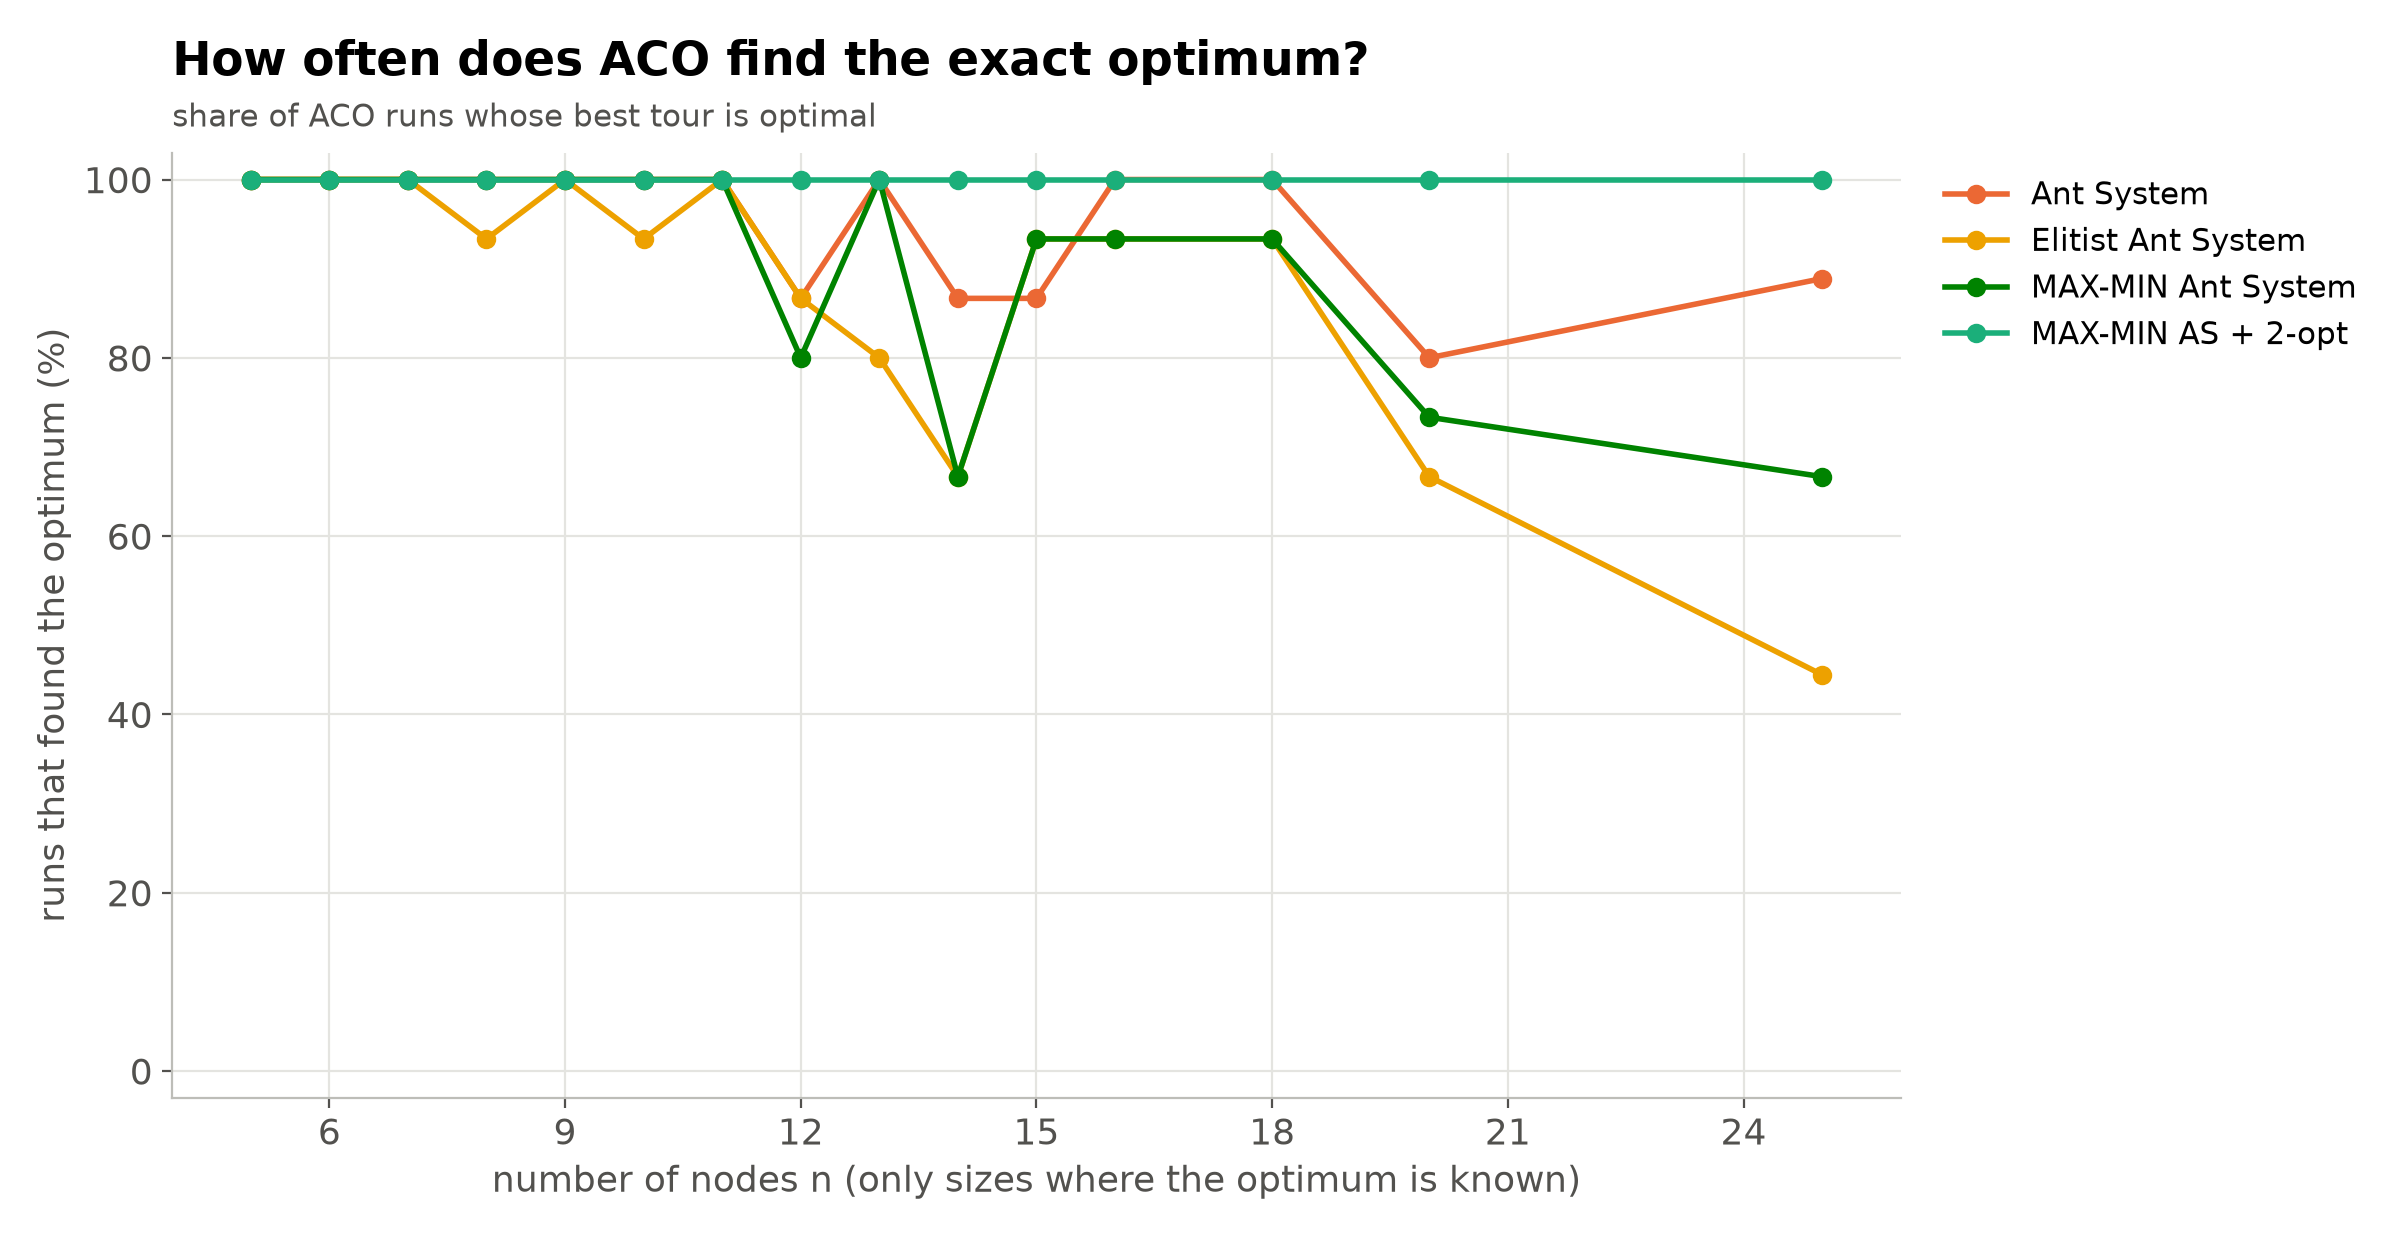 How often does ACO find the exact optimum?
share of ACO runs whose best tour is optimal
100
80
60
40
20
0
runs that found the optimum (%)
6 9 12 15 18 21 24
number of nodes n (only sizes where the optimum is known)
Ant System
Elitist Ant System
MAX-MIN Ant System
MAX-MIN AS + 2-opt